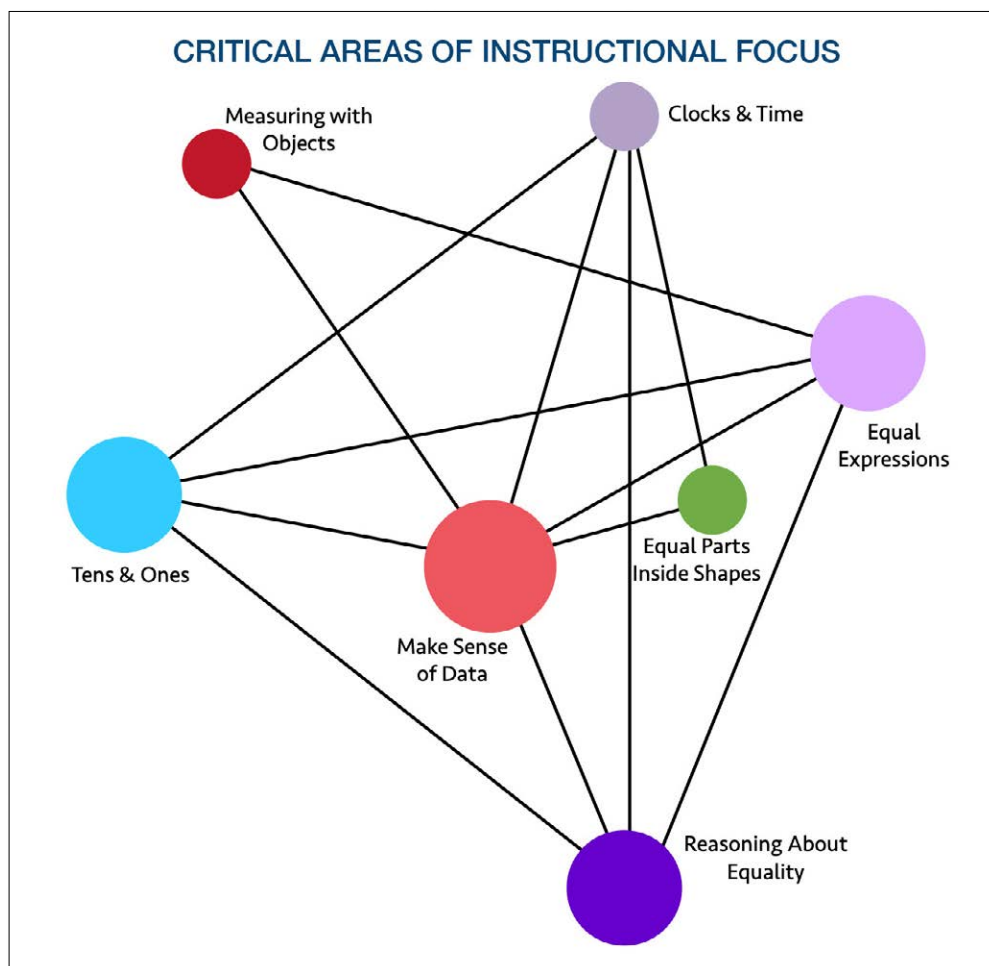 CRITICAL AREAS OF INSTRUCTIONAL FOCUS
Measuring with
Objects
Clocks & Time
Equal
Expressions
Tens & Ones
Equal Parts
Inside Shapes
Make Sense
of Data
Reasoning About
Equality